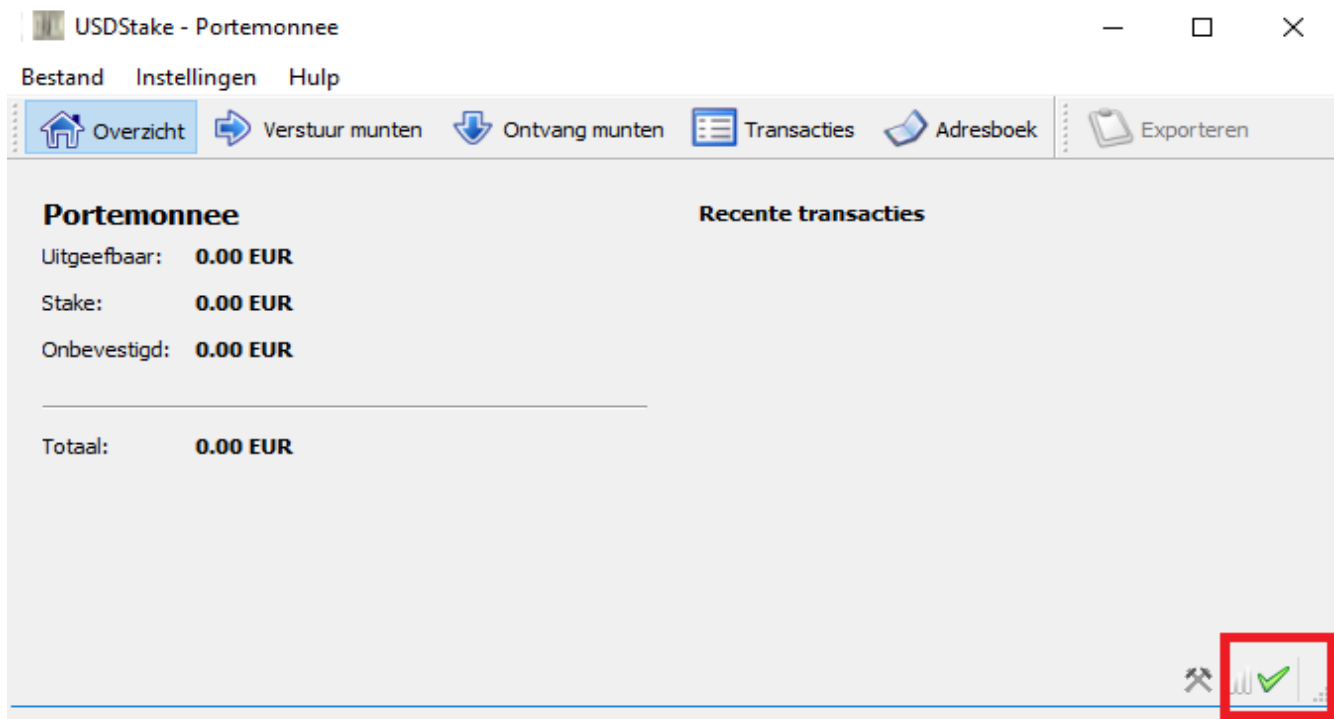 USDStake - Portemonnee
Bestand Instellingen Hulp
Overzicht Verstuur munten Ontvang munten Transacties Adresboek Exporteren
Portemonnee Recente transacties
Uitgeefbaar: 0.00 EUR
Stake: 0.00 EUR
Onbevestigd: 0.00 EUR
Totaal: 0.00 EUR